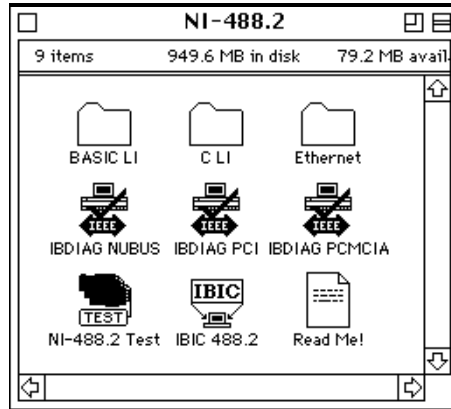 NI-488.2
9 items 949.6 MB in disk 79.2 MB avail
BASIC LI C LI Ethernet
IEEE IEEE IEEE
IBDIAG NUBUS IBDIAG PCI IBDIAG PCMCIA
TEST IBIC
NI-488.2 Test IBIC 488.2 Read Me!